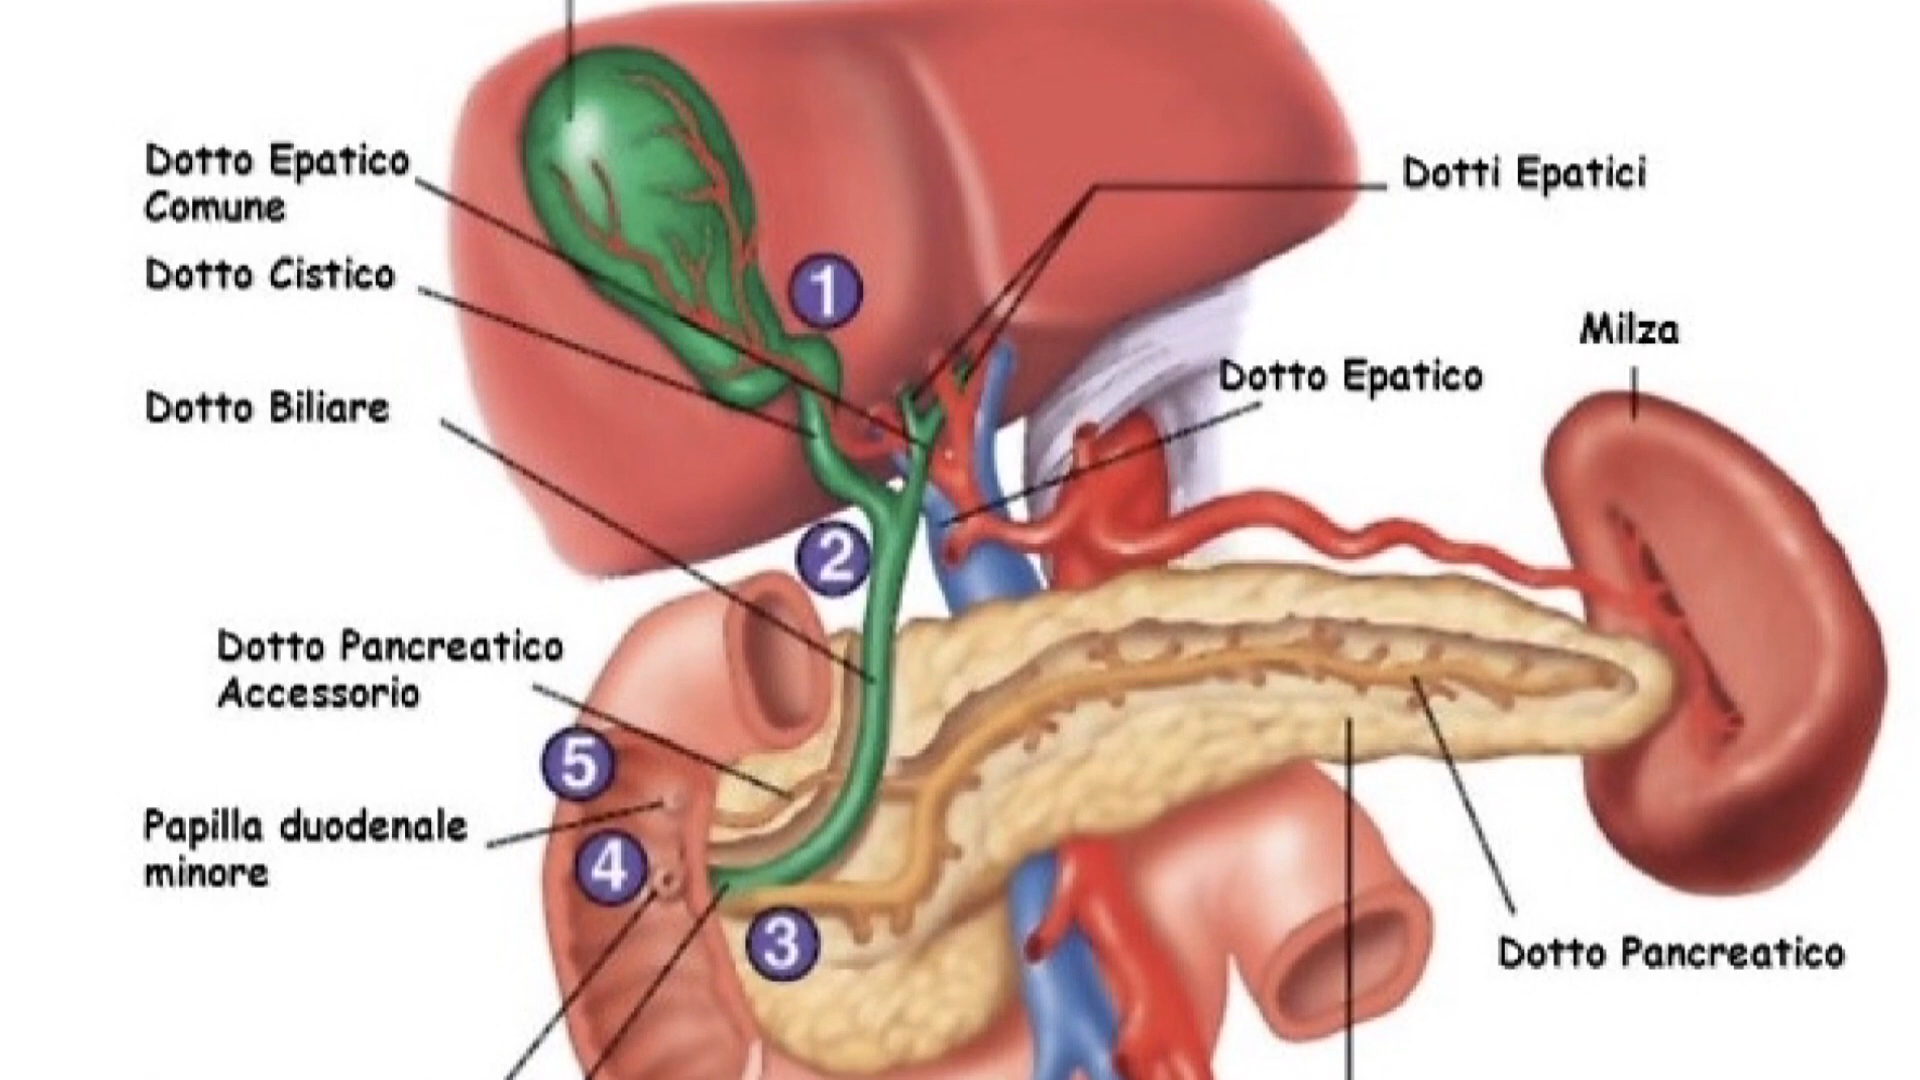 Dotto Epatico
Comune
Dotti Epatici
Dotto Cistico
1
Milza
Dotto Epatico
Dotto Biliare
2
Dotto Pancreatico
Accessorio
5
Papilla duodenale
minore
4
3
Dotto Pancreatico